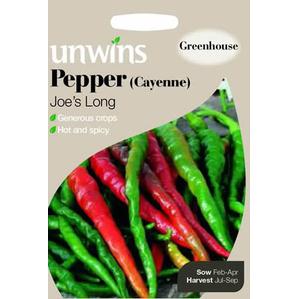 unwins
Greenhouse
Pepper (Cayenne)
Joe's Long
Generous crops
Hot and spicy
Sow Feb-Apr
Harvest Jul-Sep